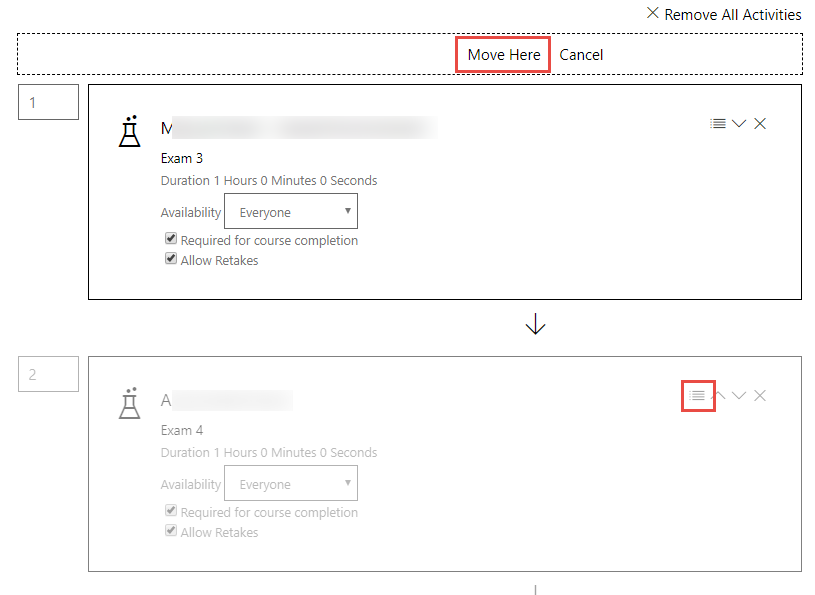 Remove All Activities
Move Here Cancel
1
M
Exam 3
Duration 1 Hours 0 Minutes 0 Seconds
Availability Everyone
Required for course completion
Allow Retakes
2
A
Exam 4
Duration 1 Hours 0 Minutes 0 Seconds
Availability Everyone
Required for course completion
Allow Retakes